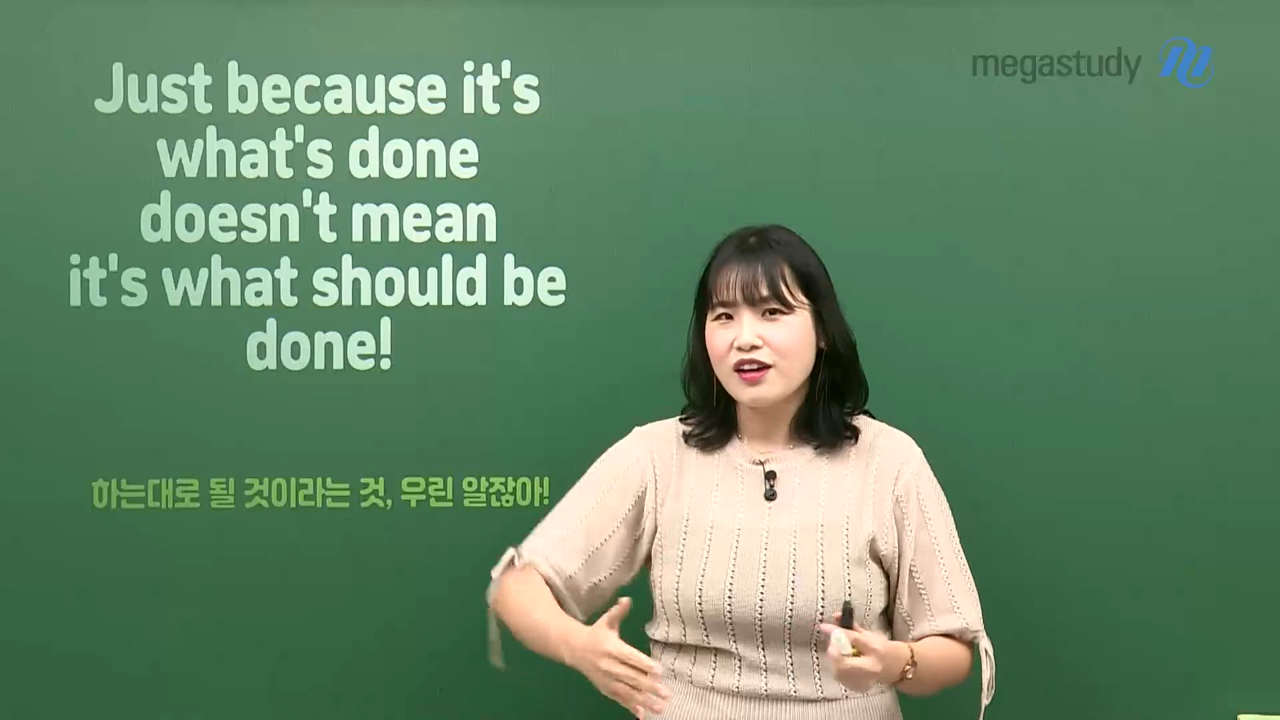 megastudy
Just because it's
what's done
doesn't mean
it's what should be
done!
하는대로 될 것이라는 것, 우린 알잖아!